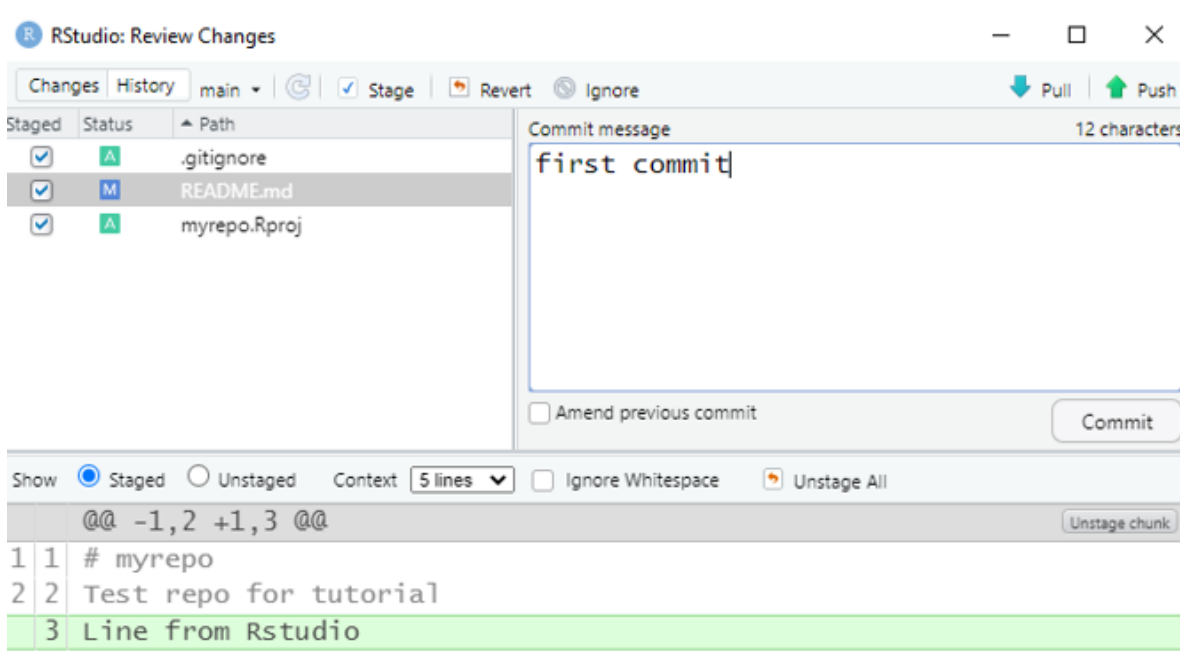 R RStudio: Review Changes
Changes History main Stage Revert Ignore Pull Push
Staged Status Path
A .gitignore
M README.md
A myrepo.Rproj
Commit message 12 characters
first commit
Amend previous commit Commit
Show Staged Unstaged Context 5 lines Ignore Whitespace Unstage All
@@ -1,2 +1,3 @@ Unstage chunk
1 1 # myrepo
2 2 Test repo for tutorial
3 Line from Rstudio